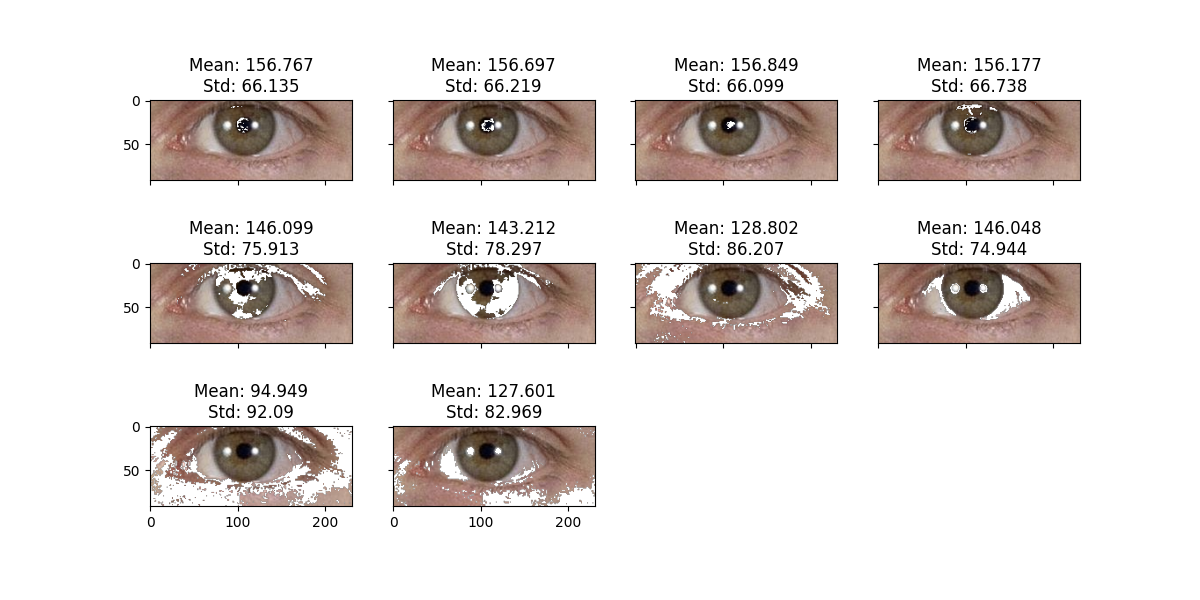 Mean: 156.767
Std: 66.135
Mean: 156.697
Std: 66.219
Mean: 156.849
Std: 66.099
Mean: 156.177
Std: 66.738
0
50
Mean: 146.099
Std: 75.913
Mean: 143.212
Std: 78.297
Mean: 128.802
Std: 86.207
Mean: 146.048
Std: 74.944
0
50
Mean: 94.949
Std: 92.09
Mean: 127.601
Std: 82.969
0
50
0 100 200
0 100 200